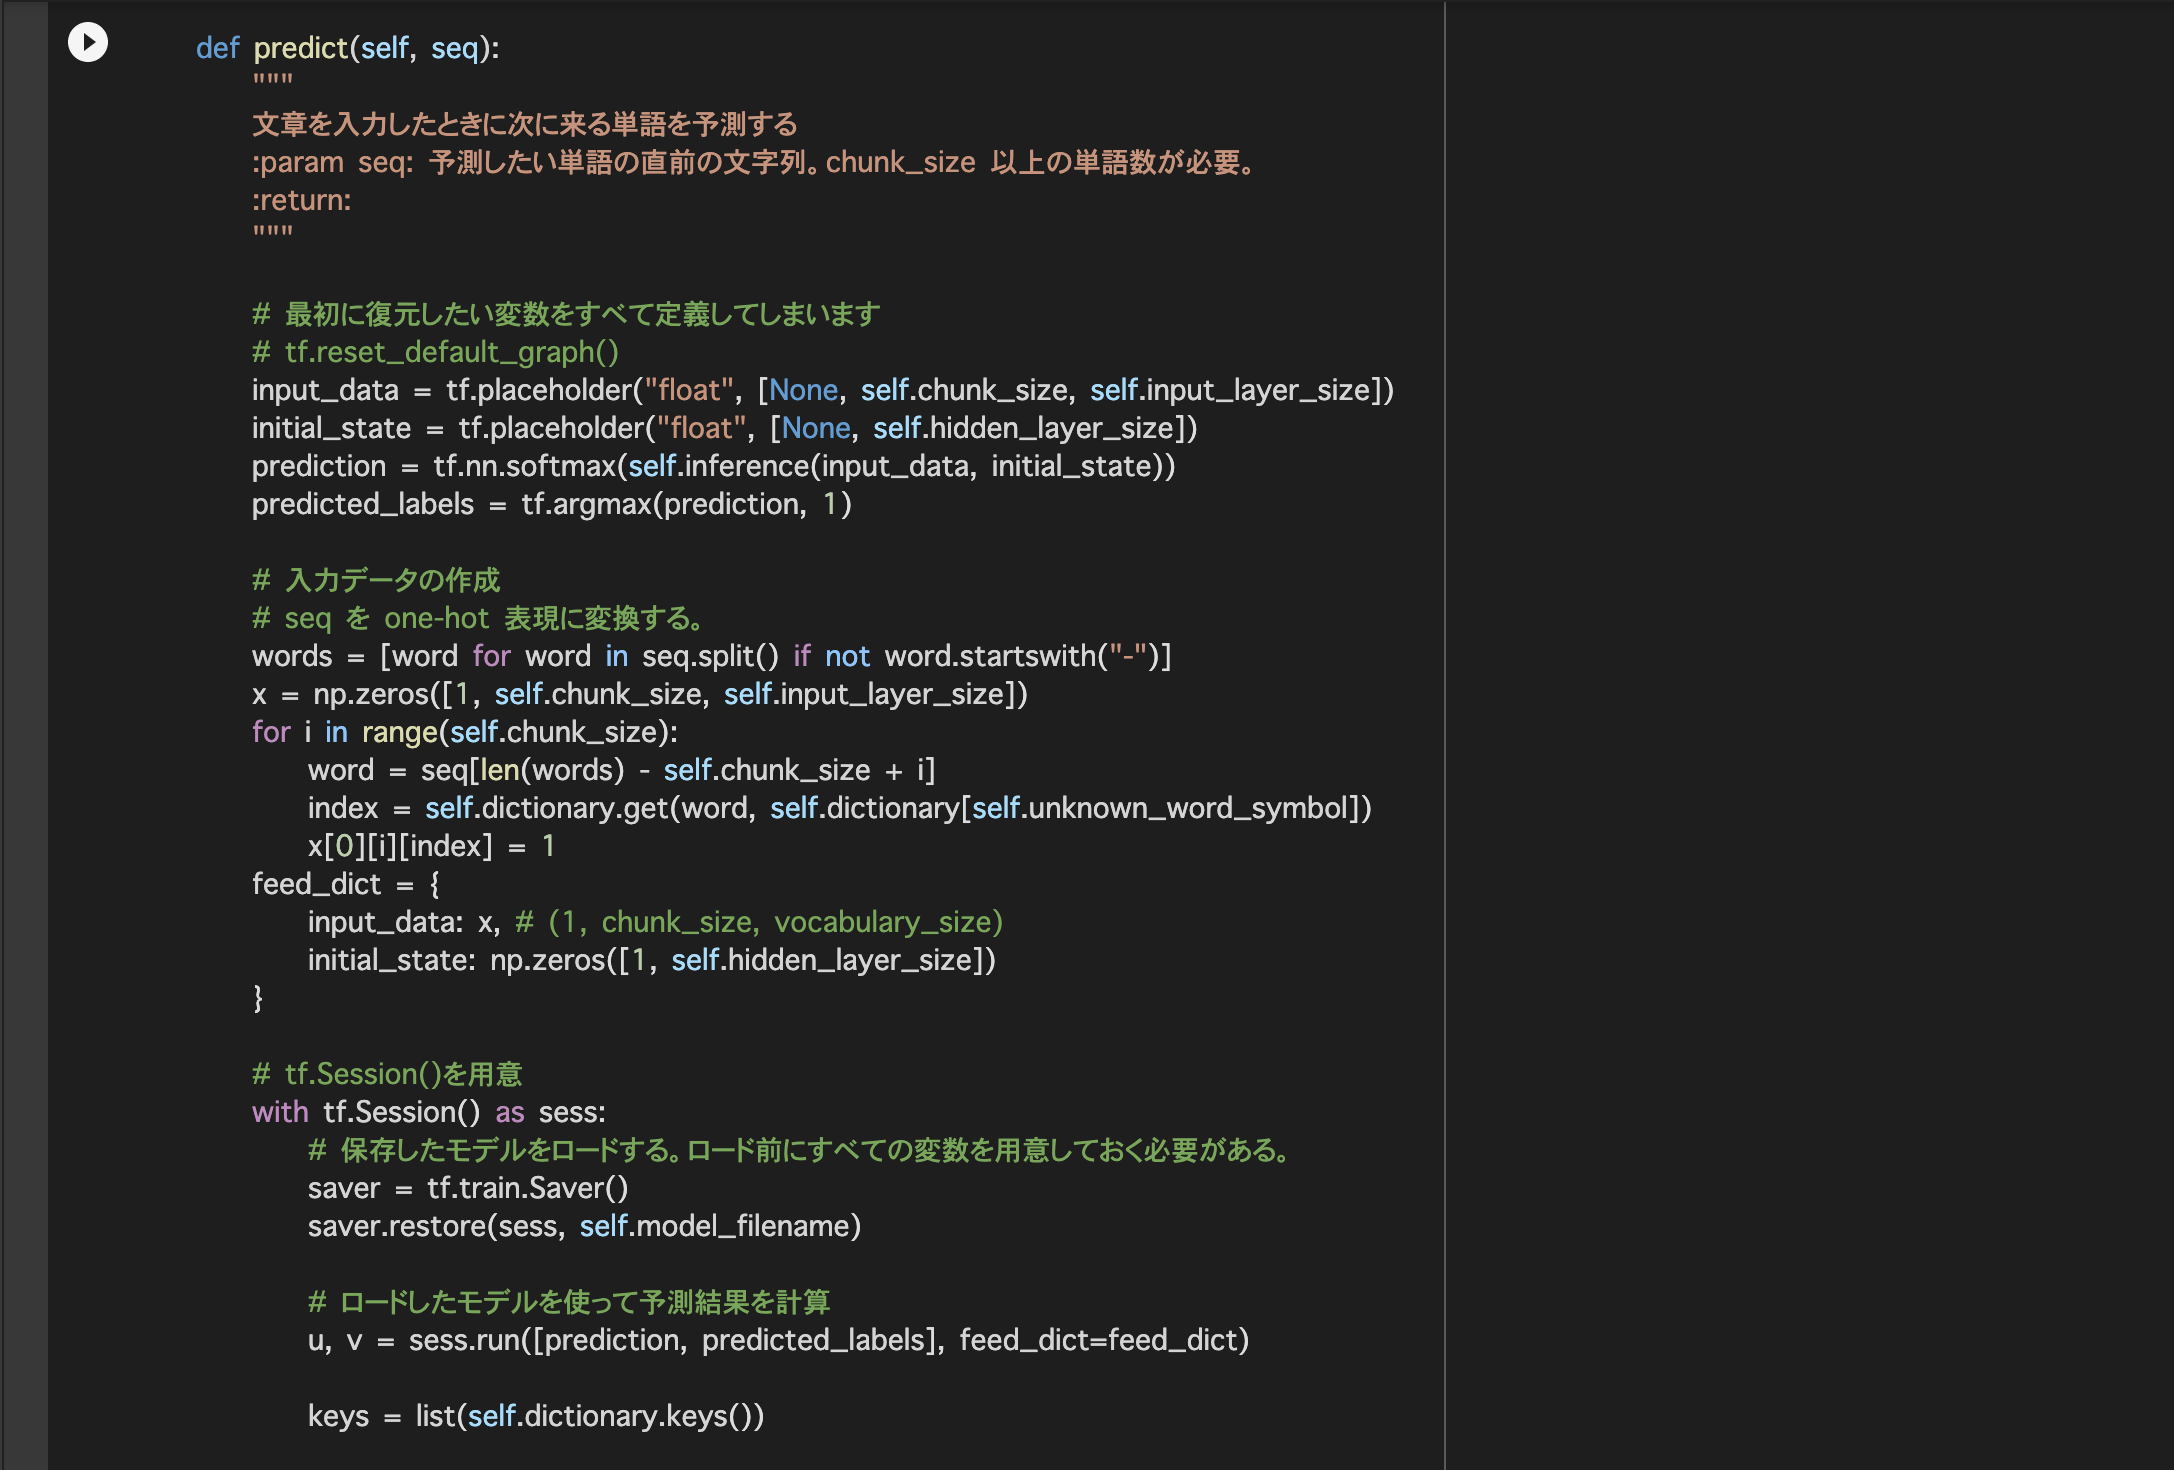 def predict(self, seq):
"""
文章を入力したときに次に来る単語を予測する
:param seq: 予測したい単語の直前の文字列。chunk_size 以上の単語数が必要。
:return:
"""
# 最初に復元したい変数をすべて定義してしまいます
# tf.reset_default_graph()
input_data = tf.placeholder("float", [None, self.chunk_size, self.input_layer_size])
initial_state = tf.placeholder("float", [None, self.hidden_layer_size])
prediction = tf.nn.softmax(self.inference(input_data, initial_state))
predicted_labels = tf.argmax(prediction, 1)
# 入力データの作成
# seq を one-hot 表現に変換する。
words = [word for word in seq.split() if not word.startswith("-")]
x = np.zeros([1, self.chunk_size, self.input_layer_size])
for i in range(self.chunk_size):
word = seq[len(words) - self.chunk_size + i]
index = self.dictionary.get(word, self.dictionary[self.unknown_word_symbol])
x[0][i][index] = 1
feed_dict = {
input_data: x, # (1, chunk_size, vocabulary_size)
initial_state: np.zeros([1, self.hidden_layer_size])
}
# tf.Session()を用意
with tf.Session() as sess:
# 保存したモデルをロードする。ロード前にすべての変数を用意しておく必要がある。
saver = tf.train.Saver()
saver.restore(sess, self.model_filename)
# ロードしたモデルを使って予測結果を計算
u, v = sess.run([prediction, predicted_labels], feed_dict=feed_dict)
keys = list(self.dictionary.keys())